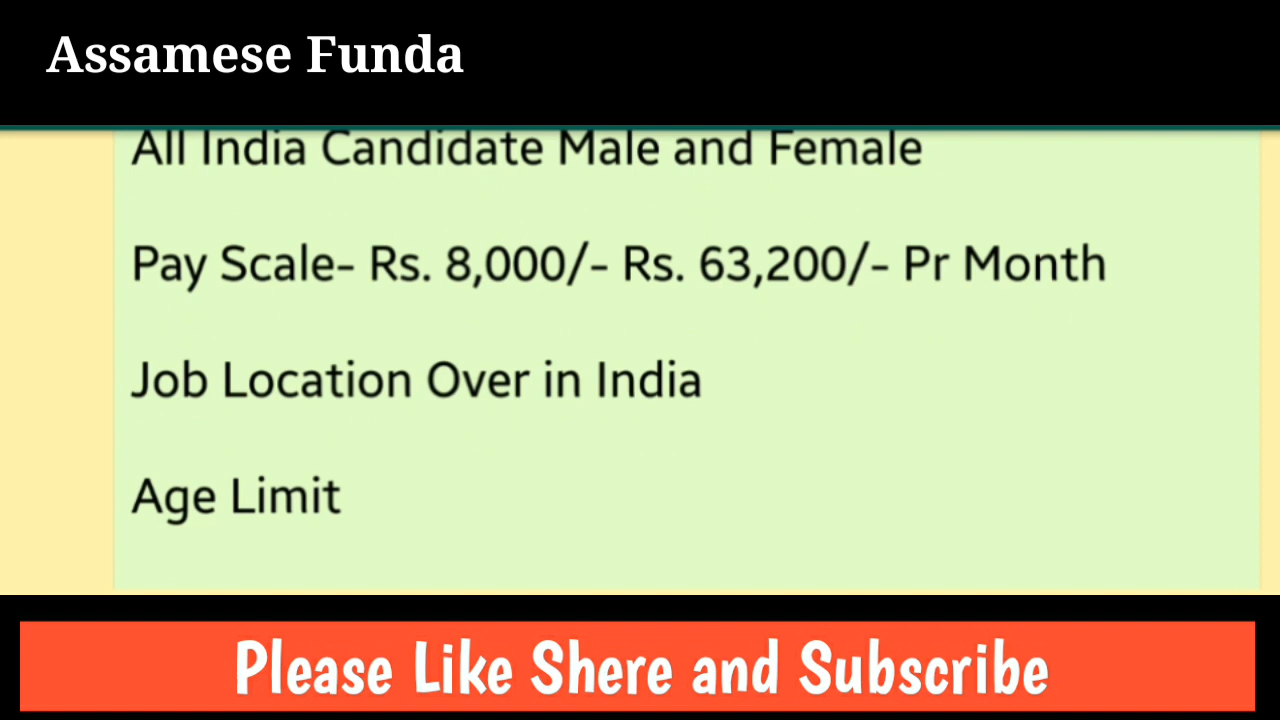 Assamese Funda
All India Candidate Male and Female
Pay Scale- Rs. 8,000/- Rs. 63,200/- Pr Month
Job Location Over in India
Age Limit
Please Like Shere and Subscribe